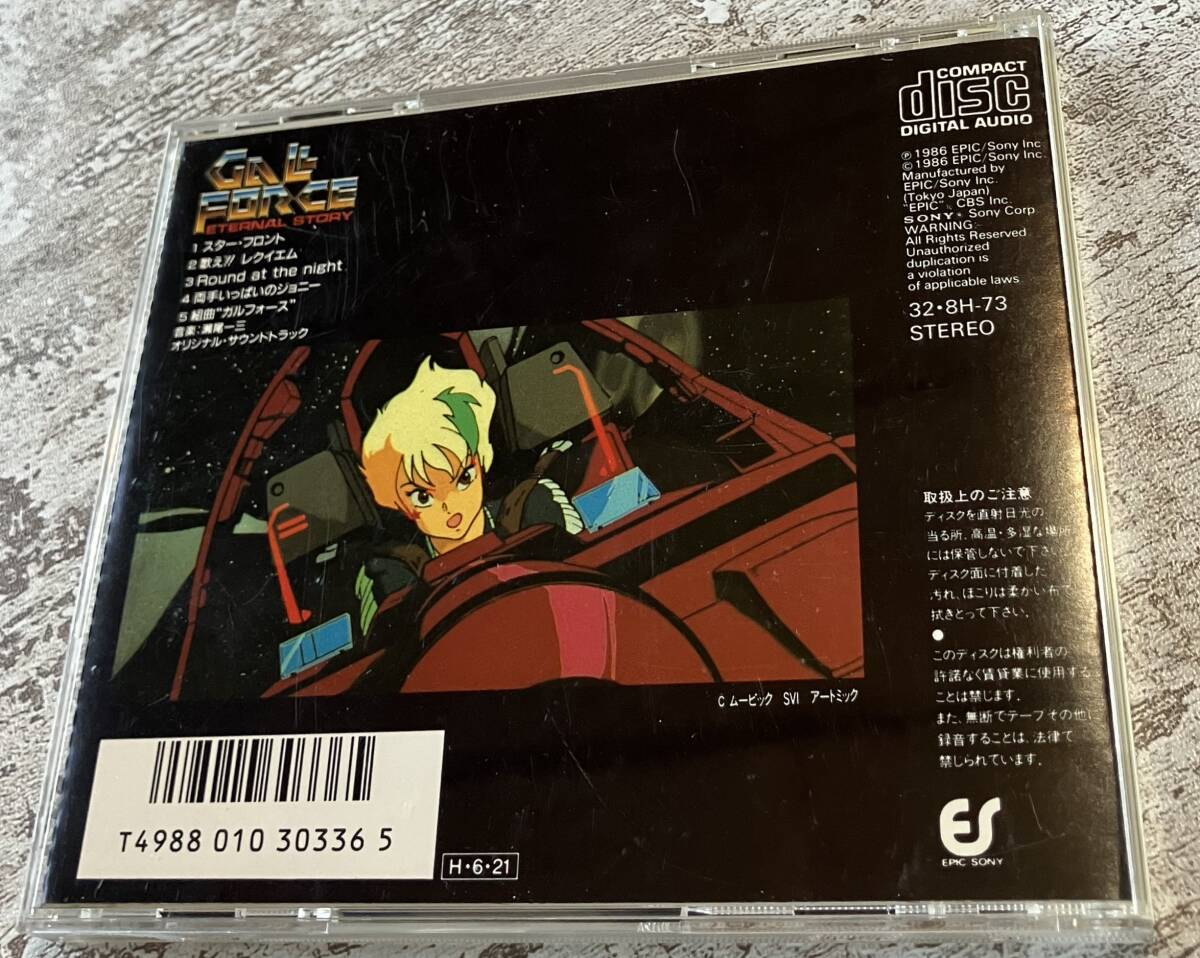 GALL FORCE
ETERNAL STORY
1 スター・フロント
2 歌え!! レクイエム
3 Round at the night
4 両手いっぱいのジョニー
5 組曲"ガルフォース"
音楽:瀬尾一三
オリジナル・サウンドトラック
COMPACT
disc
DIGITAL AUDIO
℗ 1986 EPIC/Sony Inc.
© 1986 EPIC/Sony Inc.
Manufactured by
EPIC/Sony Inc.
(Tokyo Japan)
"EPIC" ® CBS Inc.
SONY® Sony Corp.
WARNING:
All Rights Reserved
Unauthorized
duplication is
a violation
of applicable laws
32・8H-73
STEREO
取扱上のご注意
ディスクを直射日光の
当る所、高温・多湿な場所
には保管しないで下さい。
ディスク面に付着した
汚れ、ほこりは柔かい布で
拭きとって下さい。
●
このディスクは権利者の
許諾なく賃貸業に使用する
ことは禁じます。
また、無断でテープその他に
録音することは、法律で
禁じられています。
C ムービック SVI アートミック
T4988 010 30336 5
H・6・21
ES
EPIC SONY